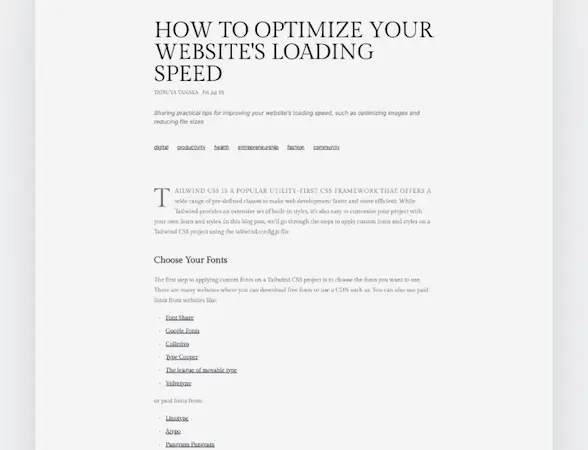 HOW TO OPTIMIZE YOUR
WEBSITE'S LOADING
SPEED
TATSUYA TANAKA Fri Jul 18
Sharing practical tips for improving your website's loading speed, such as optimizing images and
reducing file sizes
digital productivity health entrepreneurship fashion community
TAILWIND CSS IS A POPULAR UTILITY-FIRST CSS FRAMEWORK THAT OFFERS A
wide range of pre-defined classes to make web development faster and more efficient. While
Tailwind provides an extensive set of built-in styles, it's also easy to customize your project with
your own fonts and styles. In this blog post, we'll go through the steps to apply custom fonts and styles on a
Tailwind CSS project using the tailwind.config.js file.
Choose Your Fonts
The first step to applying custom fonts on a Tailwind CSS project is to choose the fonts you want to use.
There are many websites where you can download free fonts or use a CDN such us. You can also use paid
fonts from websites like:
Font Share
Google Fonts
Collletivo
Type Cooper
The league of movable type
Velvetyne
or paid fonts from:
Linotype
Atypo
Pangram Pangram